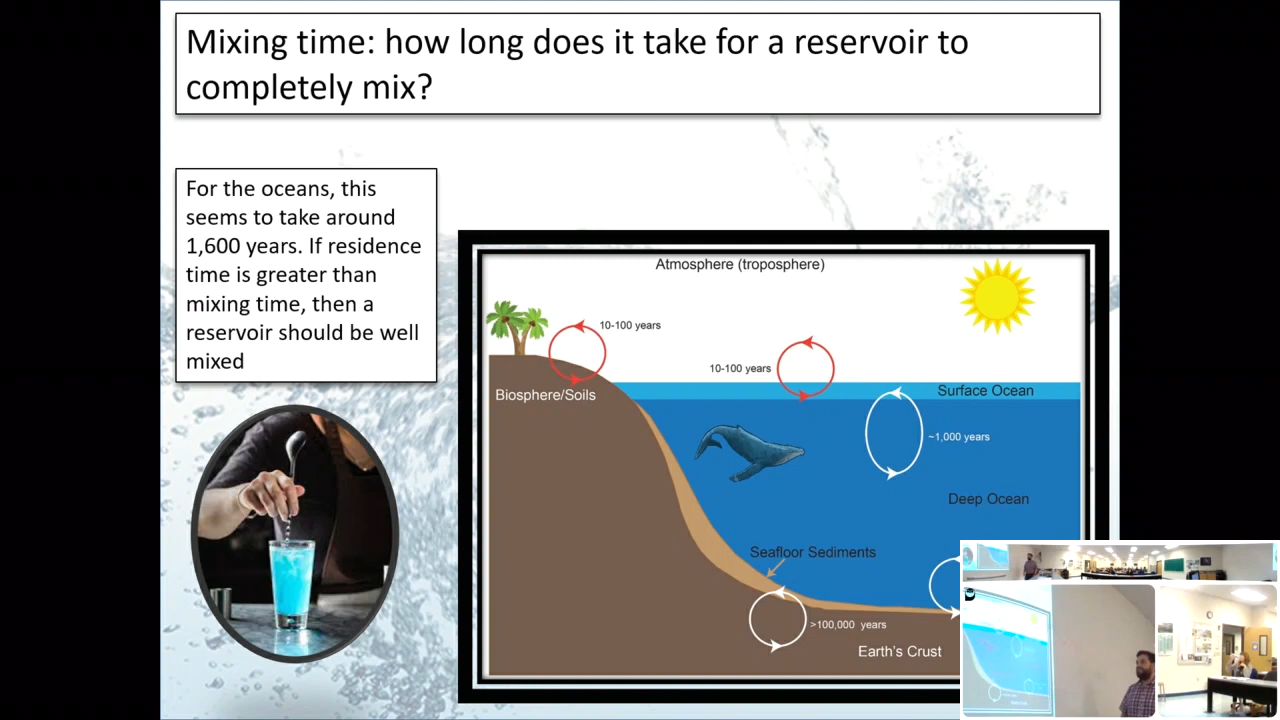 Mixing time: how long does it take for a reservoir to
completely mix?
For the oceans, this
seems to take around
1,600 years. If residence
time is greater than
mixing time, then a
reservoir should be well
mixed
Atmosphere (troposphere)
10-100 years
10-100 years
Biosphere/Soils
Surface Ocean
~1,000 years
Deep Ocean
Seafloor Sediments
>100,000 years
Earth's Crust